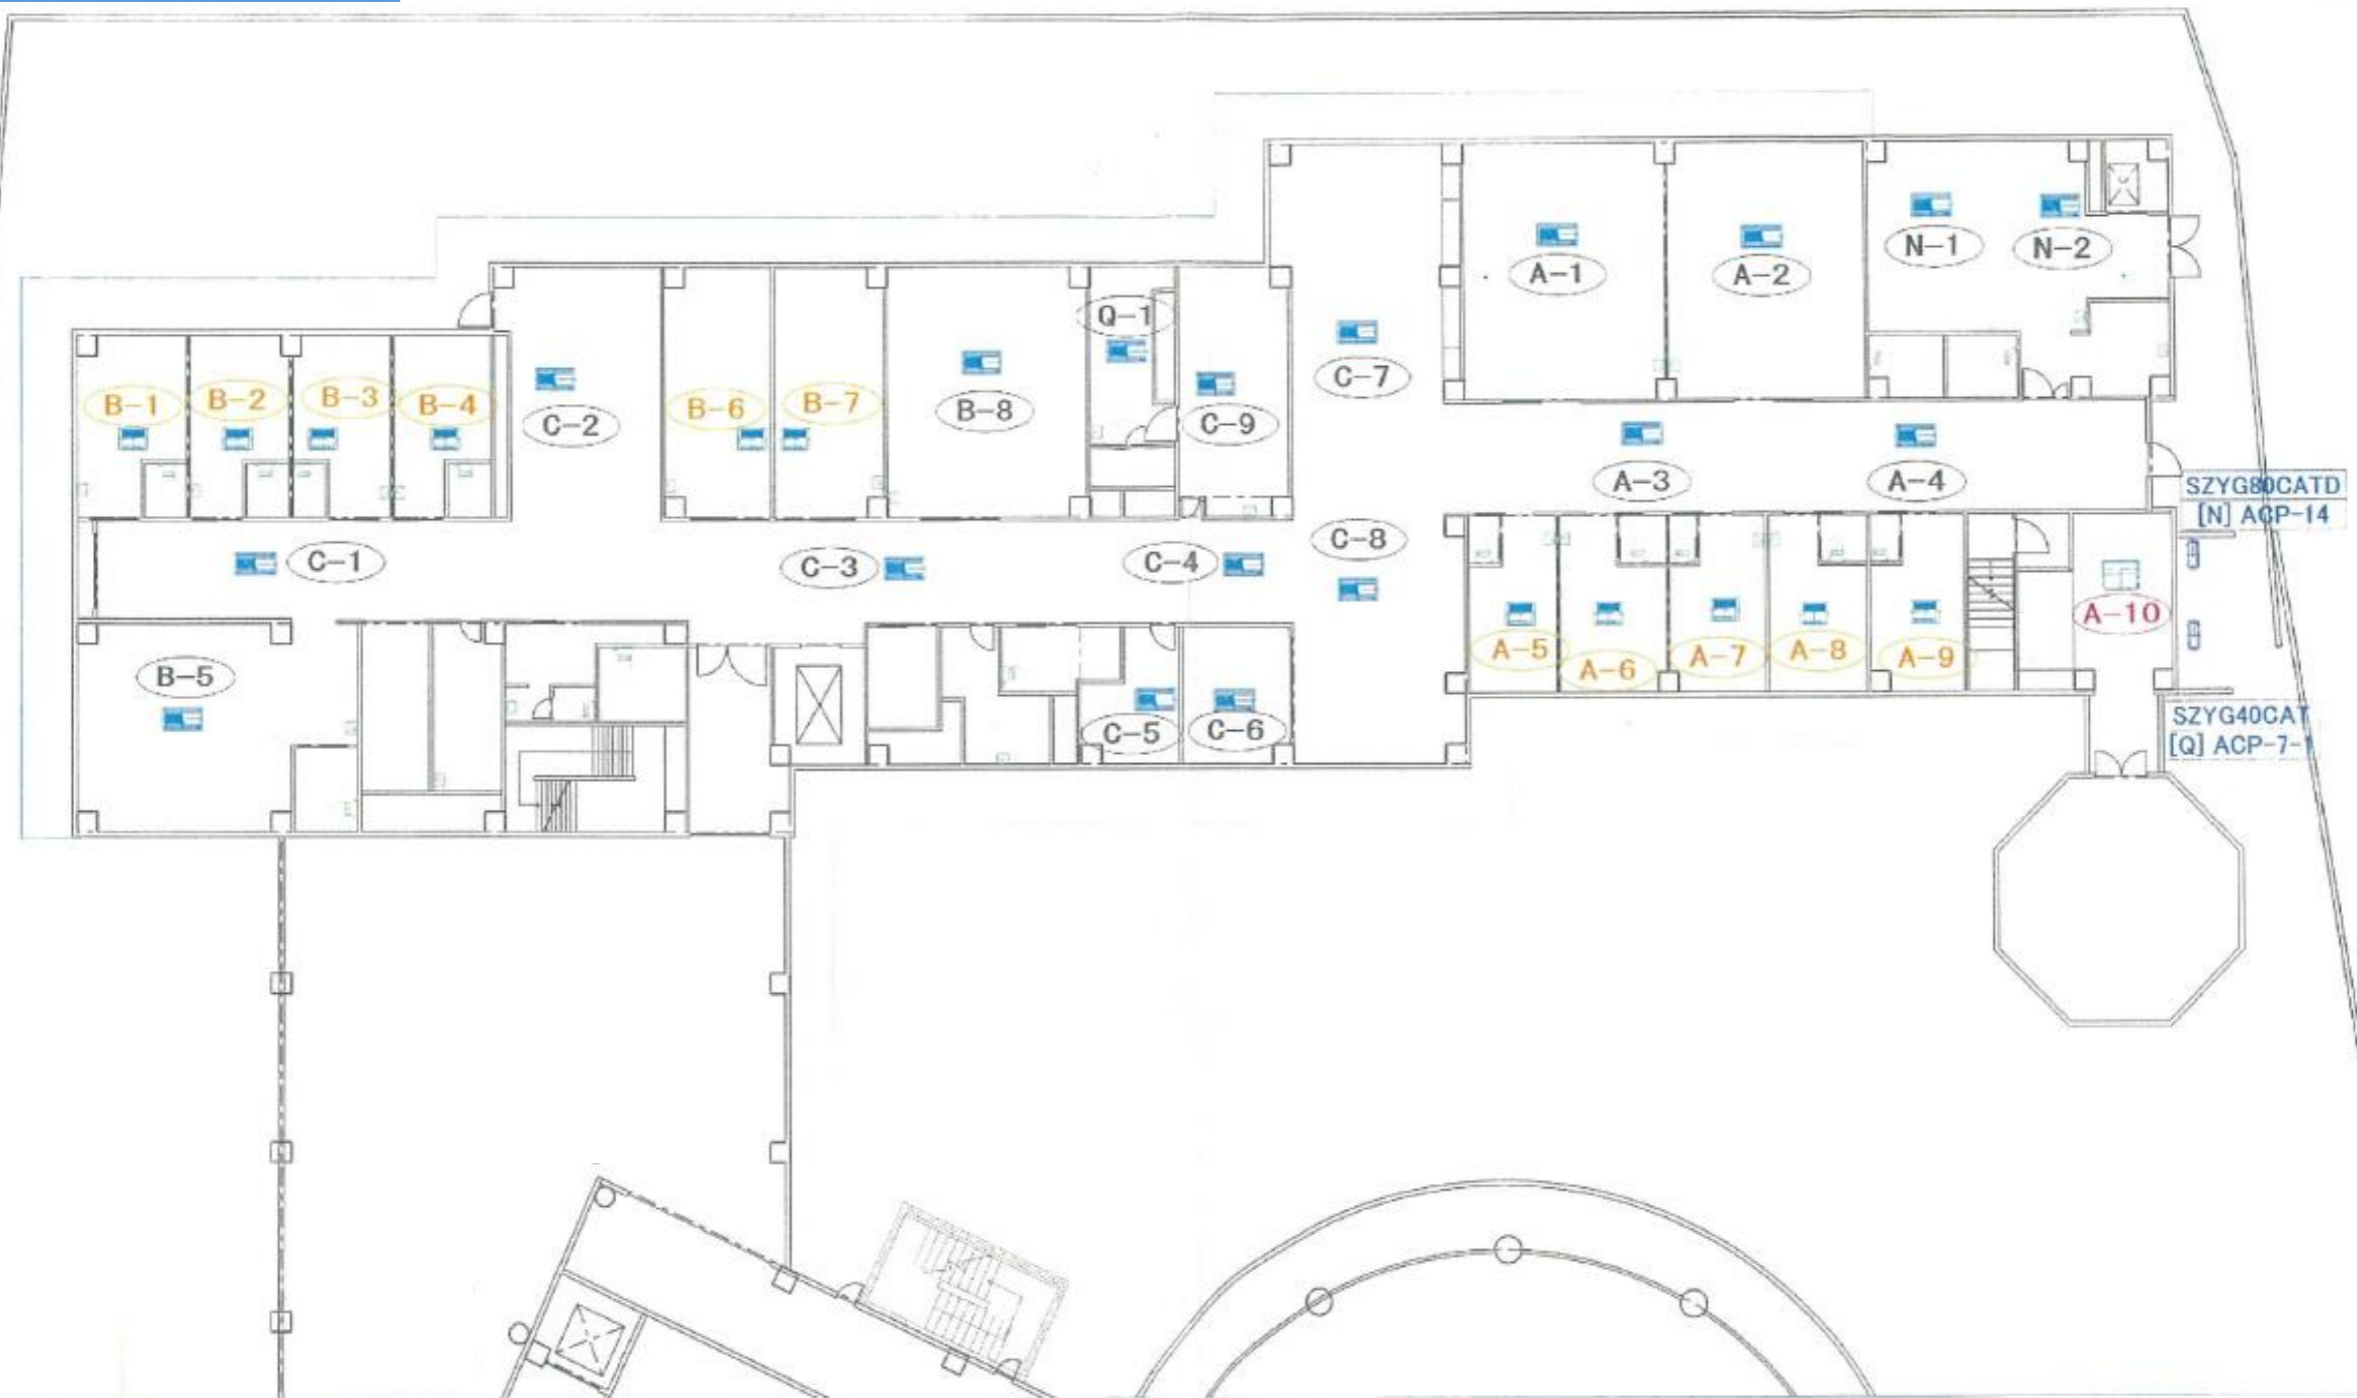 N-1
N-2
A-1
A-2
Q-1
C-7
B-1
B-2
B-3
B-4
C-2
B-6
B-7
B-8
C-9
A-3
A-4
SZYG80CATD
[N] ACP-14
C-1
C-3
C-4
C-8
A-10
A-5
A-6
A-7
A-8
A-9
B-5
C-5
C-6
SZYG40CAT
[Q] ACP-7-1